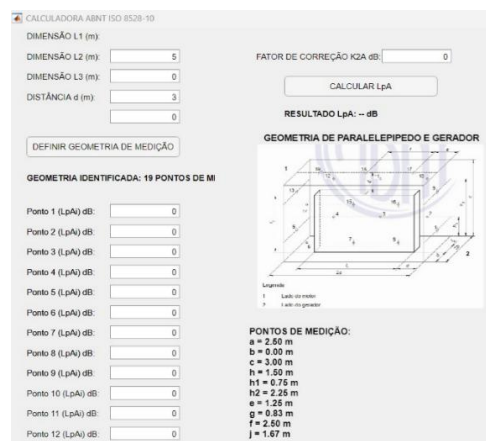 CALCULADORA ABNT ISO 8528-10
DIMENSÃO L1 (m):
DIMENSÃO L2 (m): 5
DIMENSÃO L3 (m): 0
DISTÂNCIA d (m): 3
0
DEFINIR GEOMETRIA DE MEDIÇÃO
GEOMETRIA IDENTIFICADA: 19 PONTOS DE MI
Ponto 1 (LpAi) dB: 0
Ponto 2 (LpAi) dB: 0
Ponto 3 (LpAi) dB: 0
Ponto 4 (LpAi) dB: 0
Ponto 5 (LpAi) dB: 0
Ponto 6 (LpAi) dB: 0
Ponto 7 (LpAi) dB: 0
Ponto 8 (LpAi) dB: 0
Ponto 9 (LpAi) dB: 0
Ponto 10 (LpAi) dB: 0
Ponto 11 (LpAi) dB: 0
Ponto 12 (LpAi) dB: 0
FATOR DE CORREÇÃO K2A dB: 0
CALCULAR LpA
RESULTADO LpA: -- dB
GEOMETRIA DE PARALELEPIPEDO E GERADOR
1
2
Legenda
1 Lado do motor
2 Lado do gerador
PONTOS DE MEDIÇÃO:
a = 2.50 m
b = 0.00 m
c = 3.00 m
h = 1.50 m
h1 = 0.75 m
h2 = 2.25 m
e = 1.25 m
g = 0.83 m
f = 2.50 m
j = 1.67 m